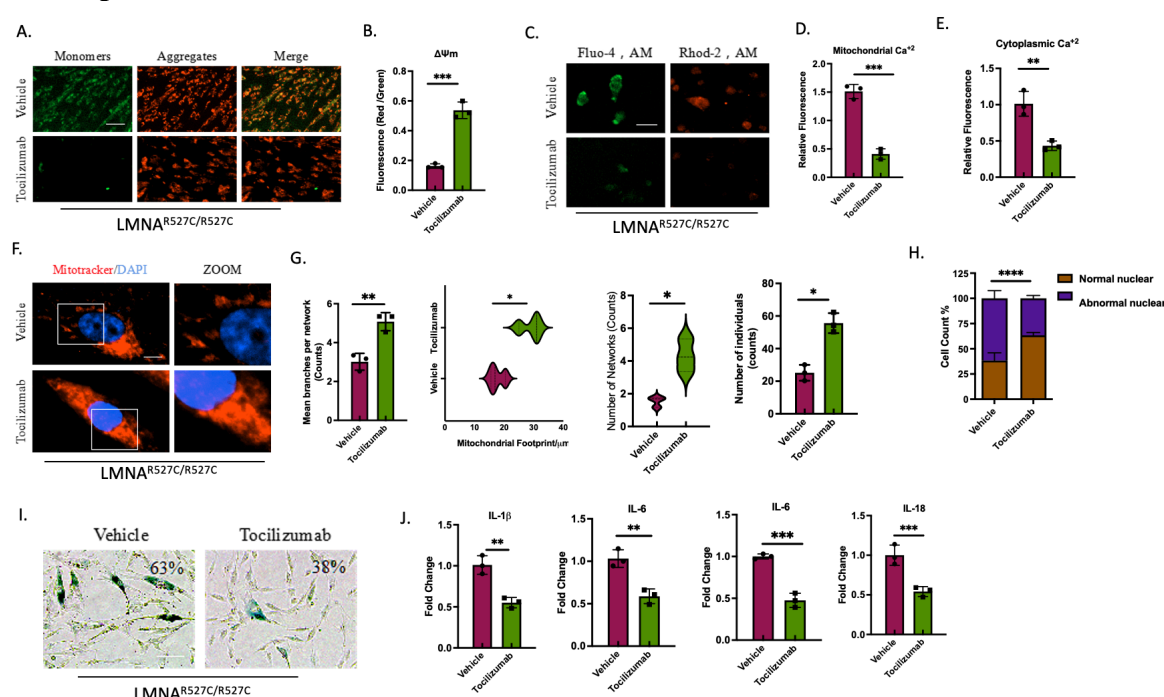 A.
Monomers
Aggregates
Merge
Vehicle
Tocilizumab
LMNAR527C/R527C
B.
ΔΨm
***
Fluorescence (Red /Green)
0.8
0.6
0.4
0.2
0.0
Vehicle
Tocilizumab
C.
Fluo-4 , AM
Rhod-2 , AM
Vehicle
Tocilizumab
LMNAR527C/R527C
D.
Mitochondrial Ca+2
***
Relative Fluorescence
2.0
1.5
1.0
0.5
0.0
Vehicle
Tocilizumab
E.
Cytoplasmic Ca+2
**
Relative Fluorescence
1.5
1.0
0.5
0.0
Vehicle
Tocilizumab
F.
Mitotracker/DAPI
ZOOM
Vehicle
Tocilizumab
LMNAR527C/R527C
G.
**
Mean branches per network
(Counts)
6
4
2
0
Vehicle
Tocilizumab
*
Tocilizumab
Vehicle
0
10
20
30
40
Mitochondrial Footprint/μm
*
Number of Networks (Counts)
8
6
4
2
0
Vehicle
Tocilizumab
*
Number of individuals
(counts)
80
60
40
20
0
Vehicle
Tocilizumab
H.
****
Cell Count %
125
100
75
50
25
0
Vehicle
Tocilizumab
Normal nuclear
Abnormal nuclear
I.
Vehicle
Tocilizumab
63%
38%
LMNAR527C/R527C
J.
IL-1β
**
Fold Change
1.5
1.0
0.5
0.0
Vehicle
Tocilizumab
IL-6
**
Fold Change
1.5
1.0
0.5
0.0
Vehicle
Tocilizumab
IL-6
***
Fold Change
1.5
1.0
0.5
0.0
Vehicle
Tocilizumab
IL-18
***
Fold Change
1.5
1.0
0.5
0.0
Vehicle
Tocilizumab